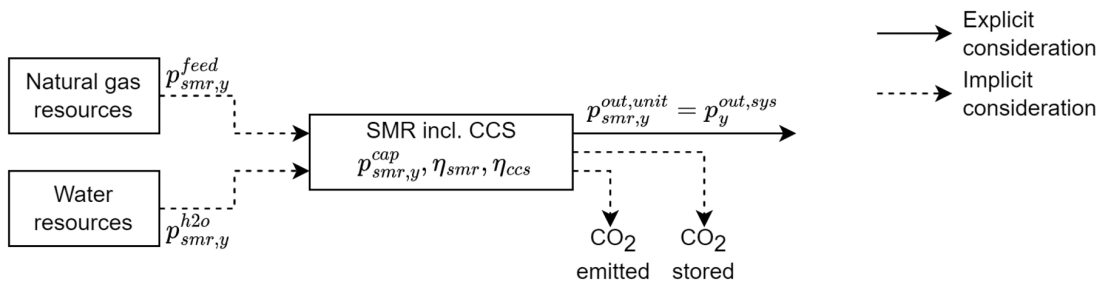 Explicit
consideration
Implicit
consideration
Natural gas
resources
p_{smr,y}^{feed}
Water
resources
p_{smr,y}^{h2o}
SMR incl. CCS
p_{smr,y}^{cap}, η_{smr}, η_{ccs}
p_{smr,y}^{out,unit} = p_{y}^{out,sys}
CO₂
emitted
CO₂
stored